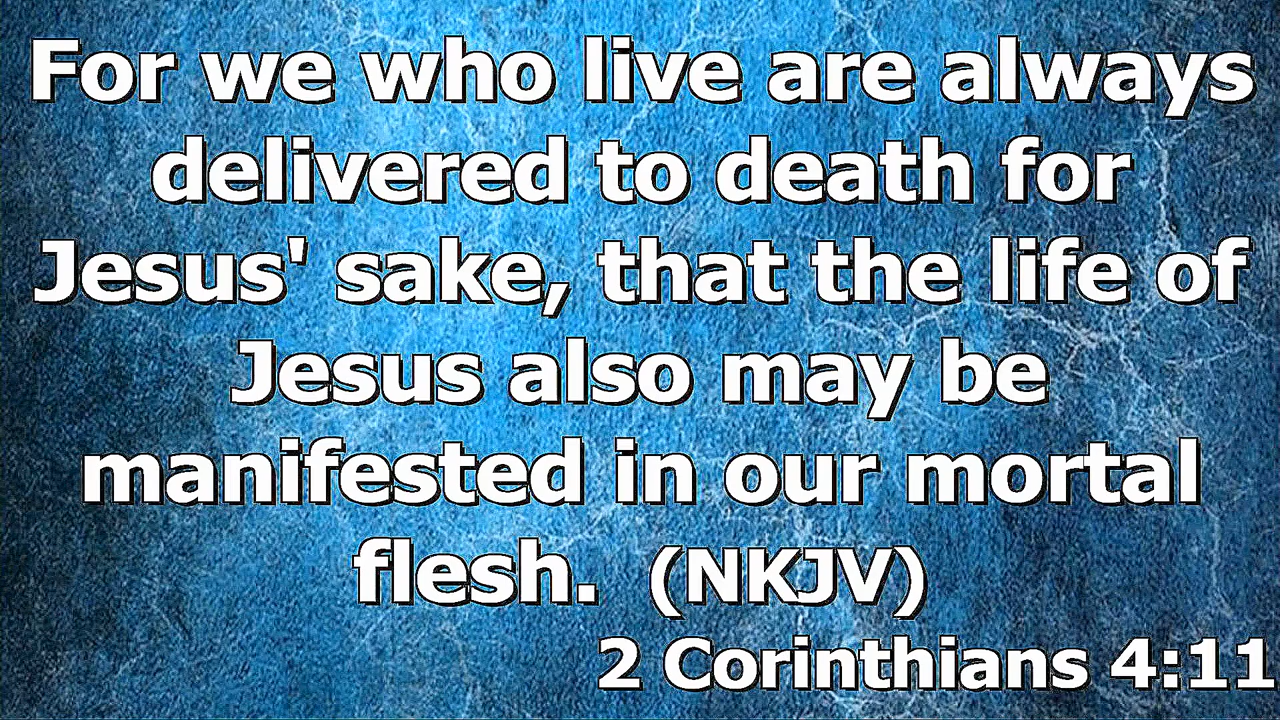 For we who live are always
delivered to death for
Jesus' sake, that the life of
Jesus also may be
manifested in our mortal
flesh.  (NKJV)
2 Corinthians 4:11